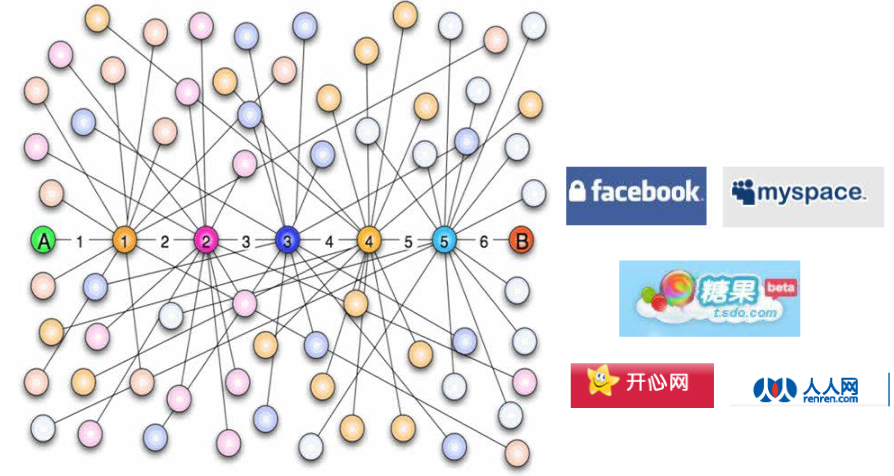 A 1 1 2 2 3 3 4 4 5 5 6 B
facebook.
myspace.
糖果 beta
t.sdo.com
开心网
人人网
renren.com